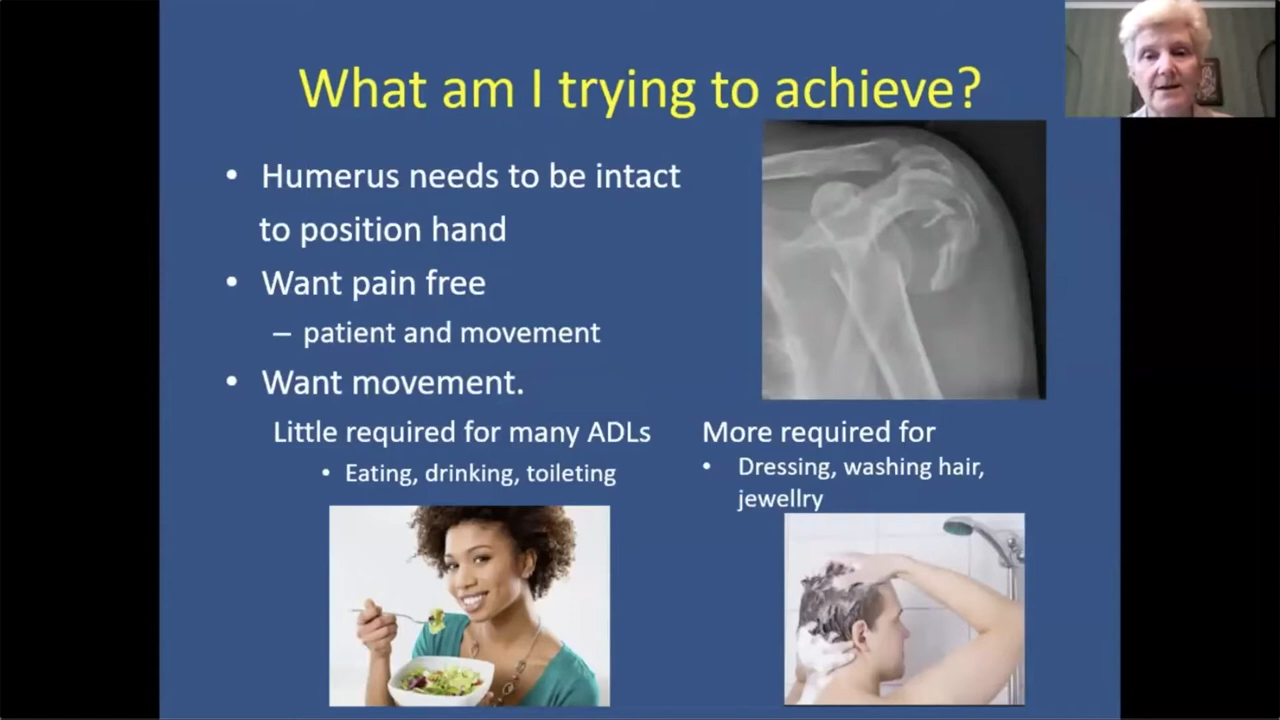 What am I trying to achieve?
• Humerus needs to be intact
to position hand
• Want pain free
– patient and movement
• Want movement.
Little required for many ADLs
• Eating, drinking, toileting
More required for
• Dressing, washing hair,
jewellry